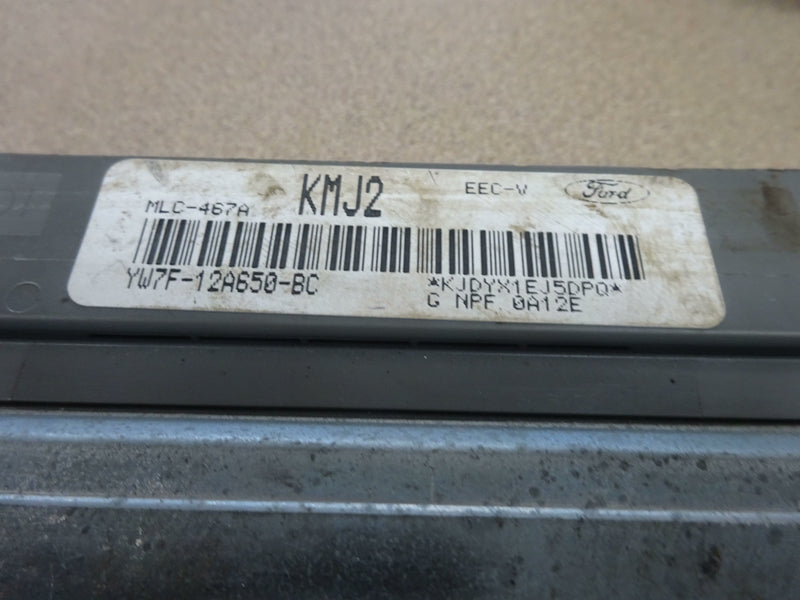 KMJ2 EEC-V Ford
MLC-467A
YW7F-12A650-BC *KJDYX1EJ5DPQ*
G NPF 0A12E